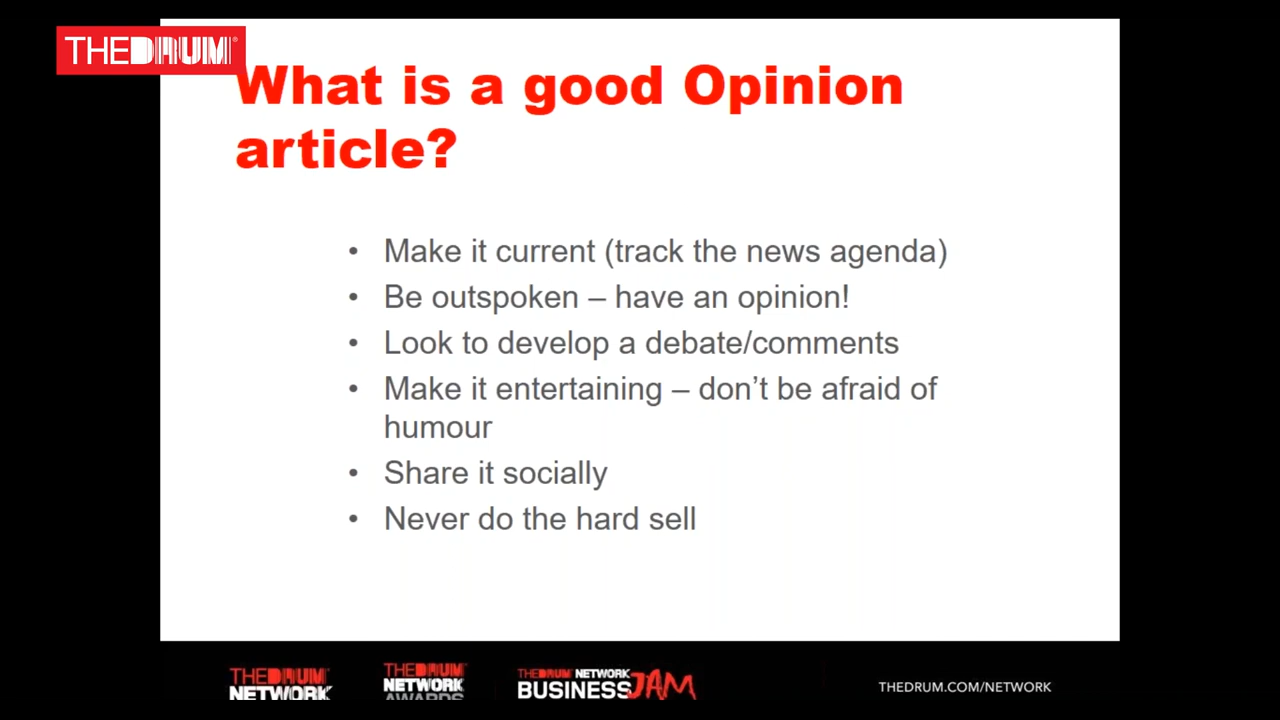 THEDRUM
What is a good Opinion
article?
• Make it current (track the news agenda)
• Be outspoken – have an opinion!
• Look to develop a debate/comments
• Make it entertaining – don’t be afraid of
humour
• Share it socially
• Never do the hard sell
THEDRUM
NETWORK
THEDRUM
NETWORK
AWARDS
THEDRUM NETWORK
BUSINESS JAM
THEDRUM.COM/NETWORK